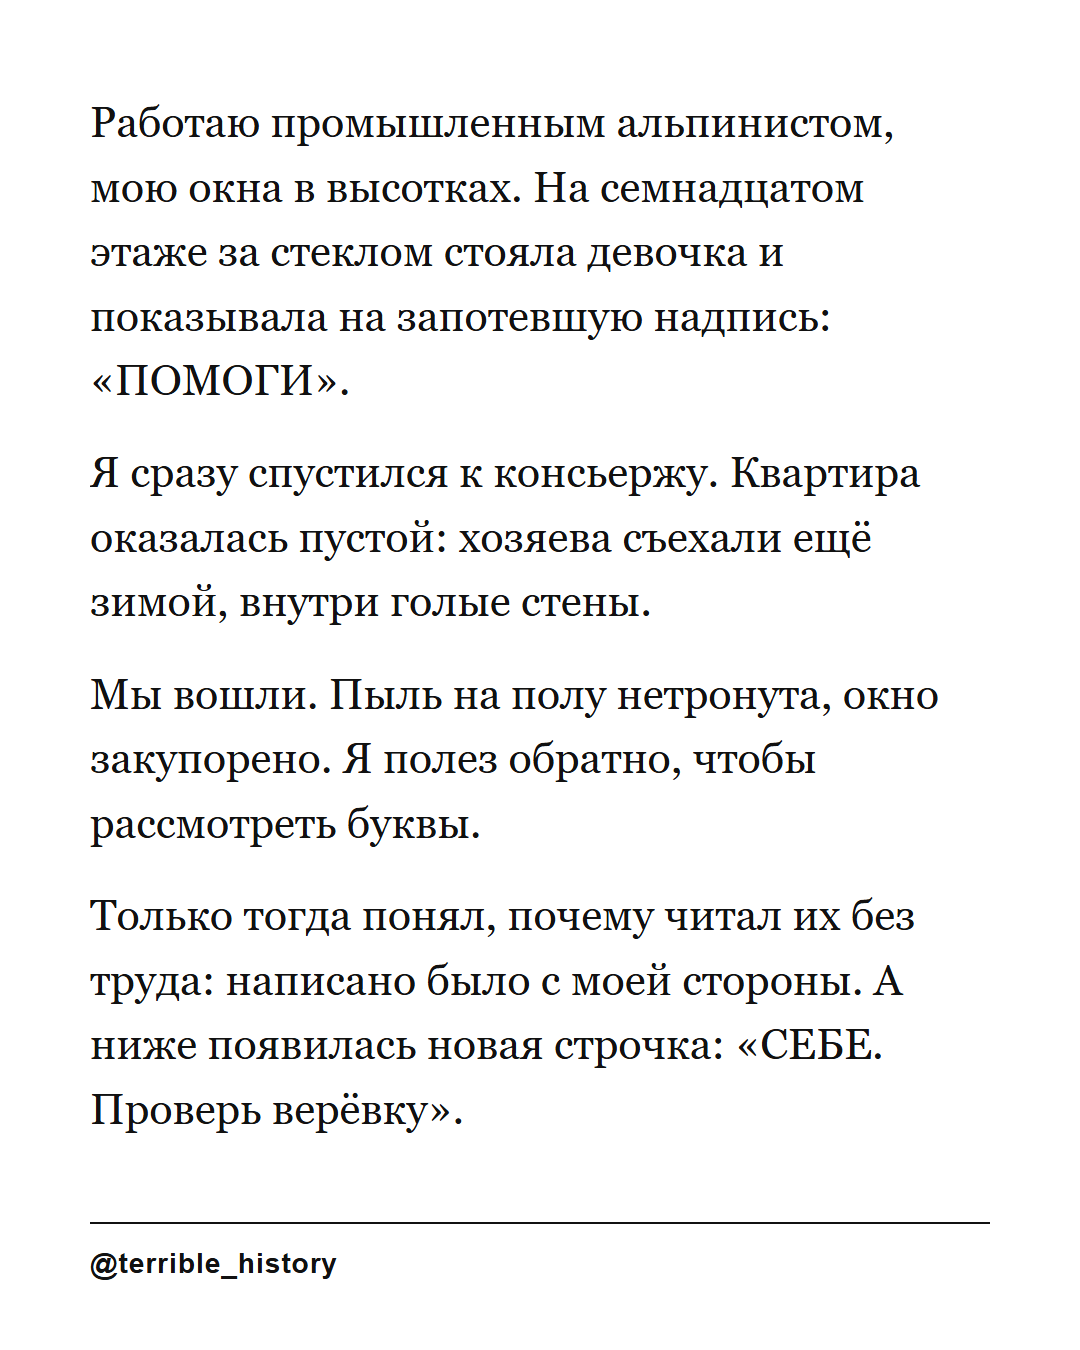 Работаю промышленным альпинистом,
мою окна в высотках. На семнадцатом
этаже за стеклом стояла девочка и
показывала на запотевшую надпись:
«ПОМОГИ».
Я сразу спустился к консьержу. Квартира
оказалась пустой: хозяева съехали ещё
зимой, внутри голые стены.
Мы вошли. Пыль на полу нетронута, окно
закупорено. Я полез обратно, чтобы
рассмотреть буквы.
Только тогда понял, почему читал их без
труда: написано было с моей стороны. А
ниже появилась новая строчка: «СЕБЕ.
Проверь верёвку».
@terrible_history